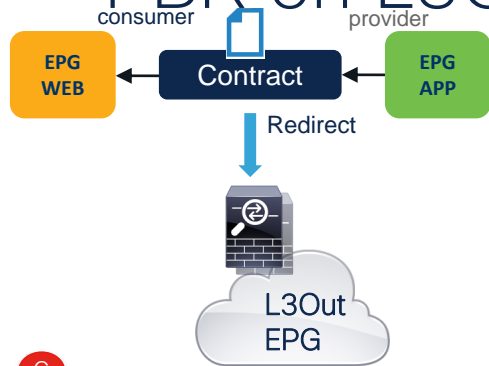 consumer
provider
EPG
WEB
Contract
EPG
APP
Redirect
L3Out
EPG